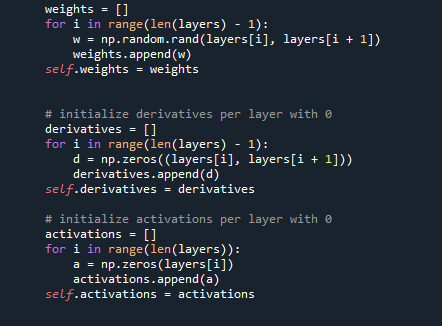 weights = []
for i in range(len(layers) - 1):
    w = np.random.rand(layers[i], layers[i + 1])
    weights.append(w)
self.weights = weights
# initialize derivatives per layer with 0
derivatives = []
for i in range(len(layers) - 1):
    d = np.zeros((layers[i], layers[i + 1]))
    derivatives.append(d)
self.derivatives = derivatives
# initialize activations per layer with 0
activations = []
for i in range(len(layers)):
    a = np.zeros(layers[i])
    activations.append(a)
self.activations = activations